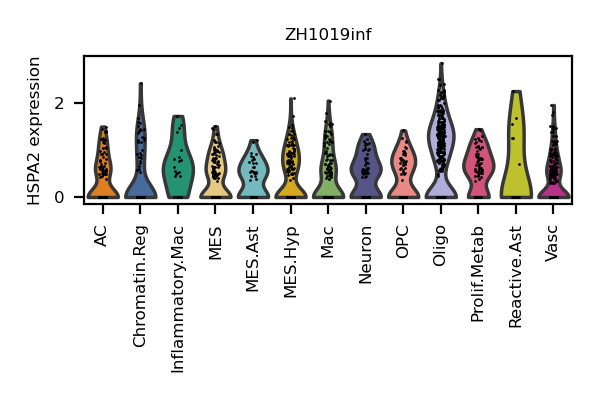 ZH1019inf
HSPA2 expression
2
0
AC
Chromatin.Reg
Inflammatory.Mac
MES
MES.Ast
MES.Hyp
Mac
Neuron
OPC
Oligo
Prolif.Metab
Reactive.Ast
Vasc